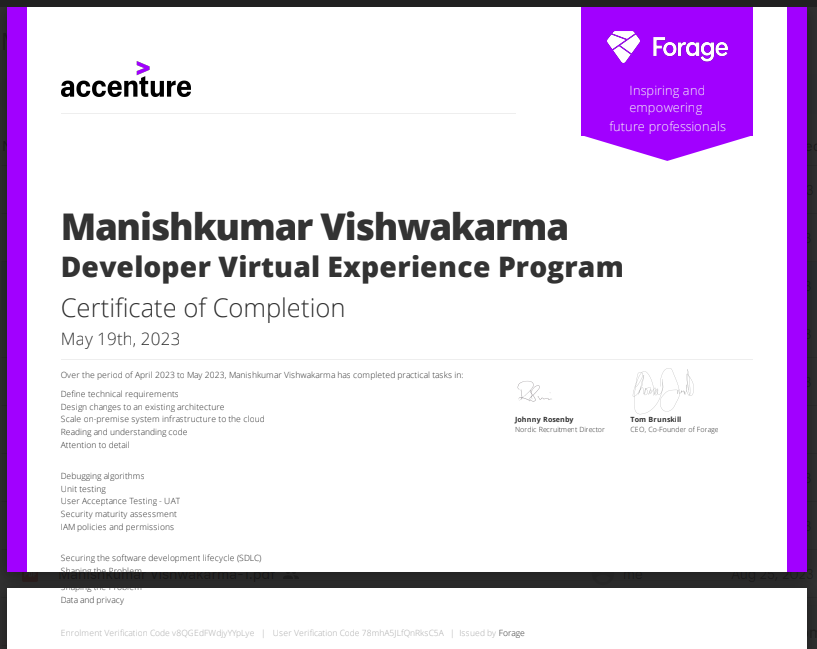 Forage
Inspiring and
empowering
future professionals
accenture
Manishkumar Vishwakarma
Developer Virtual Experience Program
Certificate of Completion
May 19th, 2023
Over the period of April 2023 to May 2023, Manishkumar Vishwakarma has completed practical tasks in:
Define technical requirements
Design changes to an existing architecture
Scale on-premise system infrastructure to the cloud
Reading and understanding code
Attention to detail
Johnny Rosenby
Nordic Recruitment Director
Tom Brunskill
CEO, Co-Founder of Forage
Debugging algorithms
Unit testing
User Acceptance Testing - UAT
Security maturity assessment
IAM policies and permissions
Securing the software development lifecycle (SDLC)
Shaping the Problem
Manishkumar Vishwakarma-1.pdf
me
Aug 25, 2023
Shaping the Problem
Data and privacy
Enrolment Verification Code v8QGEdFWdjyYYpLye | User Verification Code 78mhA5JLfQnRksC5A | Issued by Forage